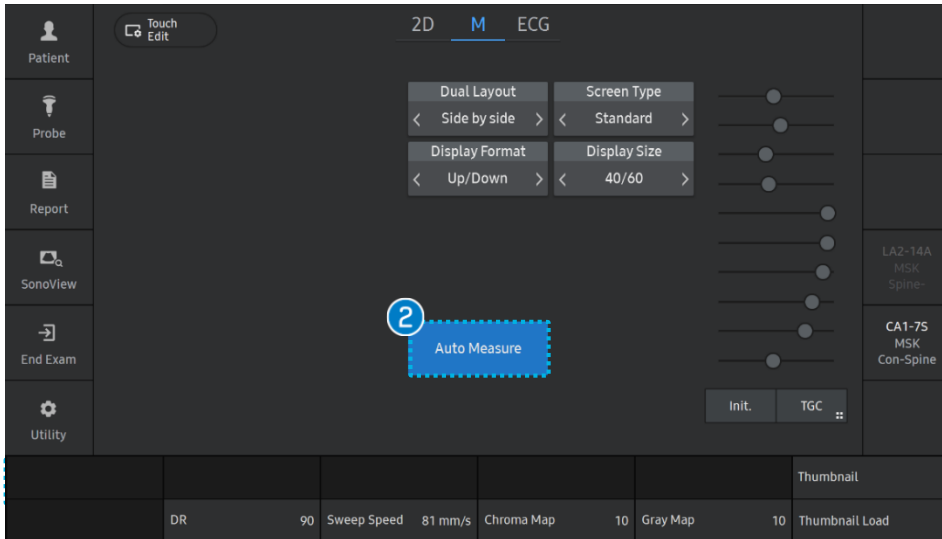 Patient
Touch
Edit
2D M ECG
Probe
Dual Layout Screen Type
< Side by side > < Standard >
Display Format Display Size
< Up/Down > < 40/60 >
Report
SonoView
LA2-14A
MSK
Spine-
2
Auto Measure
End Exam
CA1-7S
MSK
Con-Spine
Init. TGC
Utility
Thumbnail
DR 90 Sweep Speed 81 mm/s Chroma Map 10 Gray Map 10 Thumbnail Load